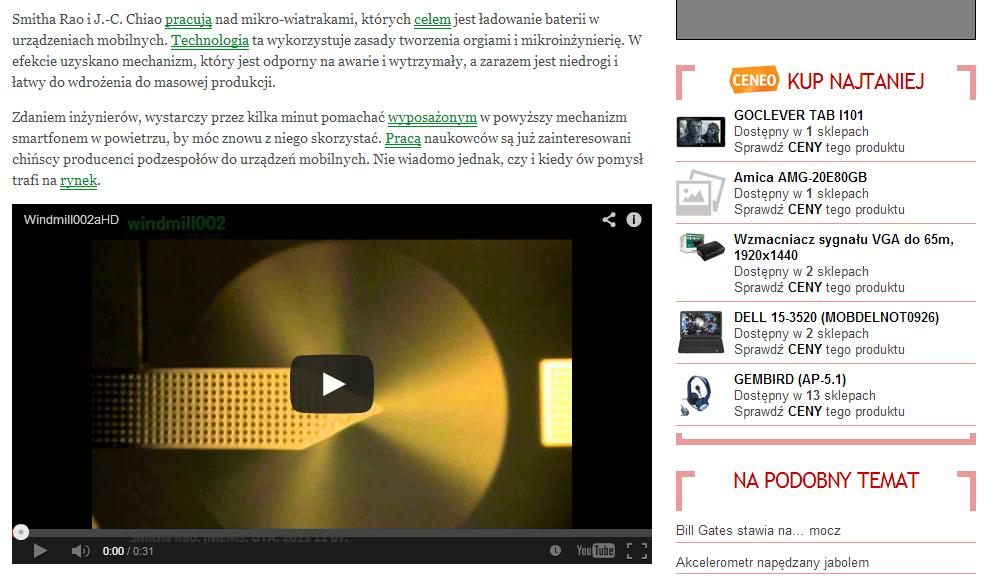 Smitha Rao i J.-C. Chiao pracują nad mikro-wiatrakami, których celem jest ładowanie baterii w
urządzeniach mobilnych. Technologia ta wykorzystuje zasady tworzenia orgiami i mikroinżynierię. W
efekcie uzyskano mechanizm, który jest odporny na awarie i wytrzymały, a zarazem jest niedrogi i
łatwy do wdrożenia do masowej produkcji.
Zdaniem inżynierów, wystarczy przez kilka minut pomachać wyposażonym w powyższy mechanizm
smartfonem w powietrzu, by móc znowu z niego skorzystać. Pracą naukowców są już zainteresowani
chińscy producenci podzespołów do urządzeń mobilnych. Nie wiadomo jednak, czy i kiedy ów pomysł
trafi na rynek.
Windmill002aHD
windmill002
Smitha Rao, iMEMS, UTA, 2013 11 07.
0:00 / 0:31
YouTube
CENEO KUP NAJTANIEJ
GOCLEVER TAB I101
Dostępny w 1 sklepach
Sprawdź CENY tego produktu
Amica AMG-20E80GB
Dostępny w 1 sklepach
Sprawdź CENY tego produktu
Wzmacniacz sygnału VGA do 65m,
1920x1440
Dostępny w 2 sklepach
Sprawdź CENY tego produktu
DELL 15-3520 (MOBDELNOT0926)
Dostępny w 2 sklepach
Sprawdź CENY tego produktu
GEMBIRD (AP-5.1)
Dostępny w 13 sklepach
Sprawdź CENY tego produktu
NA PODOBNY TEMAT
Bill Gates stawia na... mocz
Akcelerometr napędzany jabolem